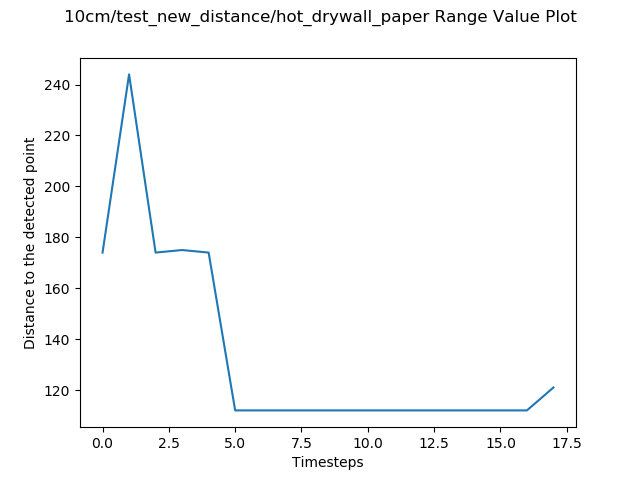 10cm/test_new_distance/hot_drywall_paper Range Value Plot
240
220
200
180
160
140
120
Distance to the detected point
0.0 2.5 5.0 7.5 10.0 12.5 15.0 17.5
Timesteps